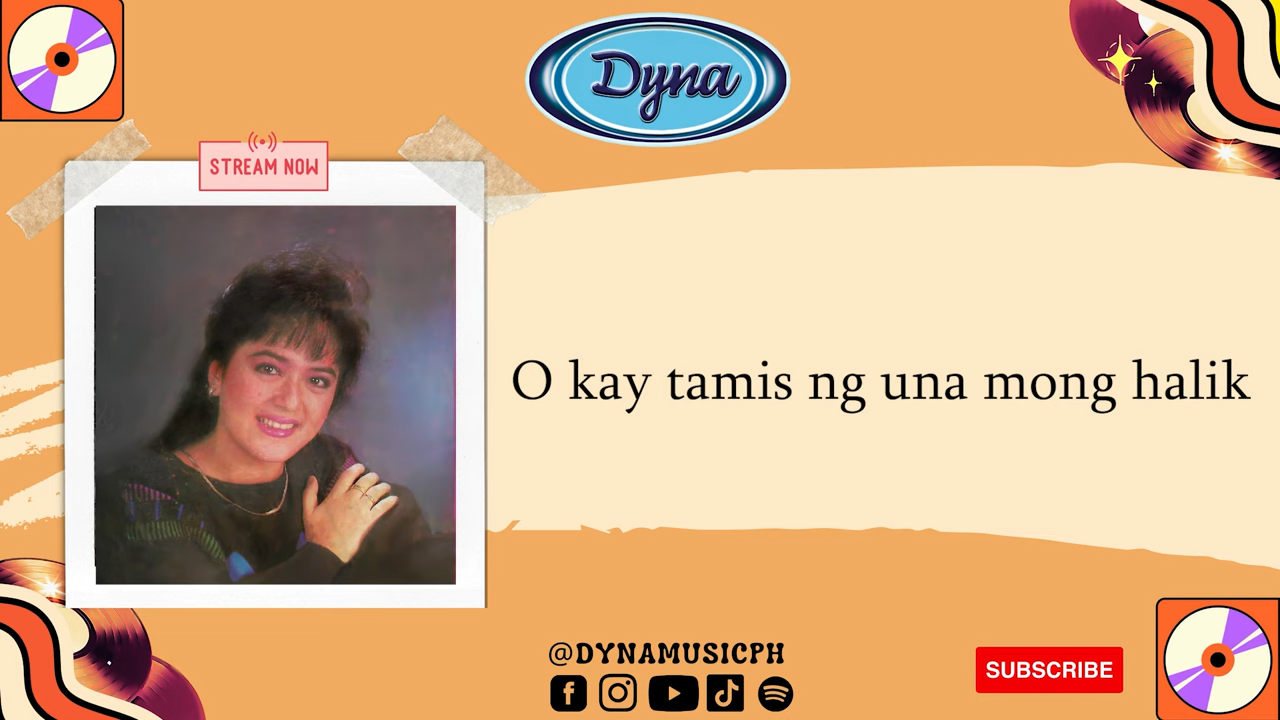 Dyna
STREAM NOW
O kay tamis ng una mong halik
@DYNAMUSICPH
SUBSCRIBE